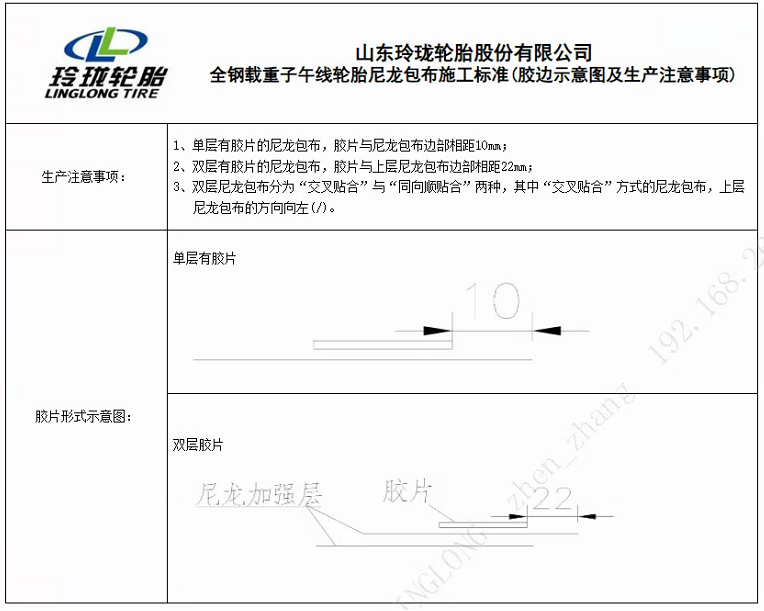 山东玲珑轮胎股份有限公司
全钢载重子午线轮胎尼龙包布施工标准(胶边示意图及生产注意事项)
玲珑轮胎
LINGLONG TIRE
生产注意事项：
1、单层有胶片的尼龙包布，胶片与尼龙包布边部相距10mm；
2、双层有胶片的尼龙包布，胶片与上层尼龙包布边部相距22mm；
3、双层尼龙包布分为“交叉贴合”与“同向顺贴合”两种，其中“交叉贴合”方式的尼龙包布，上层
尼龙包布的方向向左(/)。
胶片形式示意图：
单层有胶片
10
双层胶片
尼龙加强层
胶片
22
INGLONG zhen_zhang 192.168.2